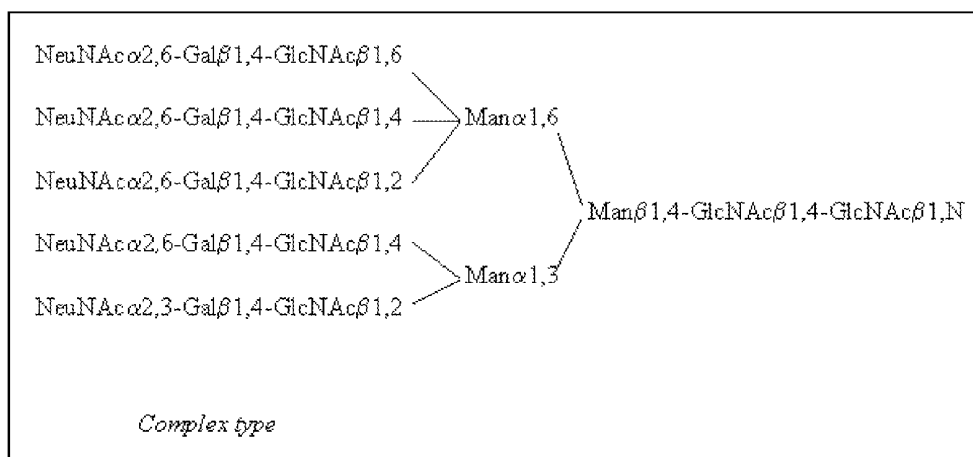 NeuNAcα2,6-Galβ1,4-GlcNAcβ1,6
NeuNAcα2,6-Galβ1,4-GlcNAcβ1,4
Manα1,6
NeuNAcα2,6-Galβ1,4-GlcNAcβ1,2
Manβ1,4-GlcNAcβ1,4-GlcNAcβ1,N
NeuNAcα2,6-Galβ1,4-GlcNAcβ1,4
Manα1,3
NeuNAcα2,3-Galβ1,4-GlcNAcβ1,2
Complex type